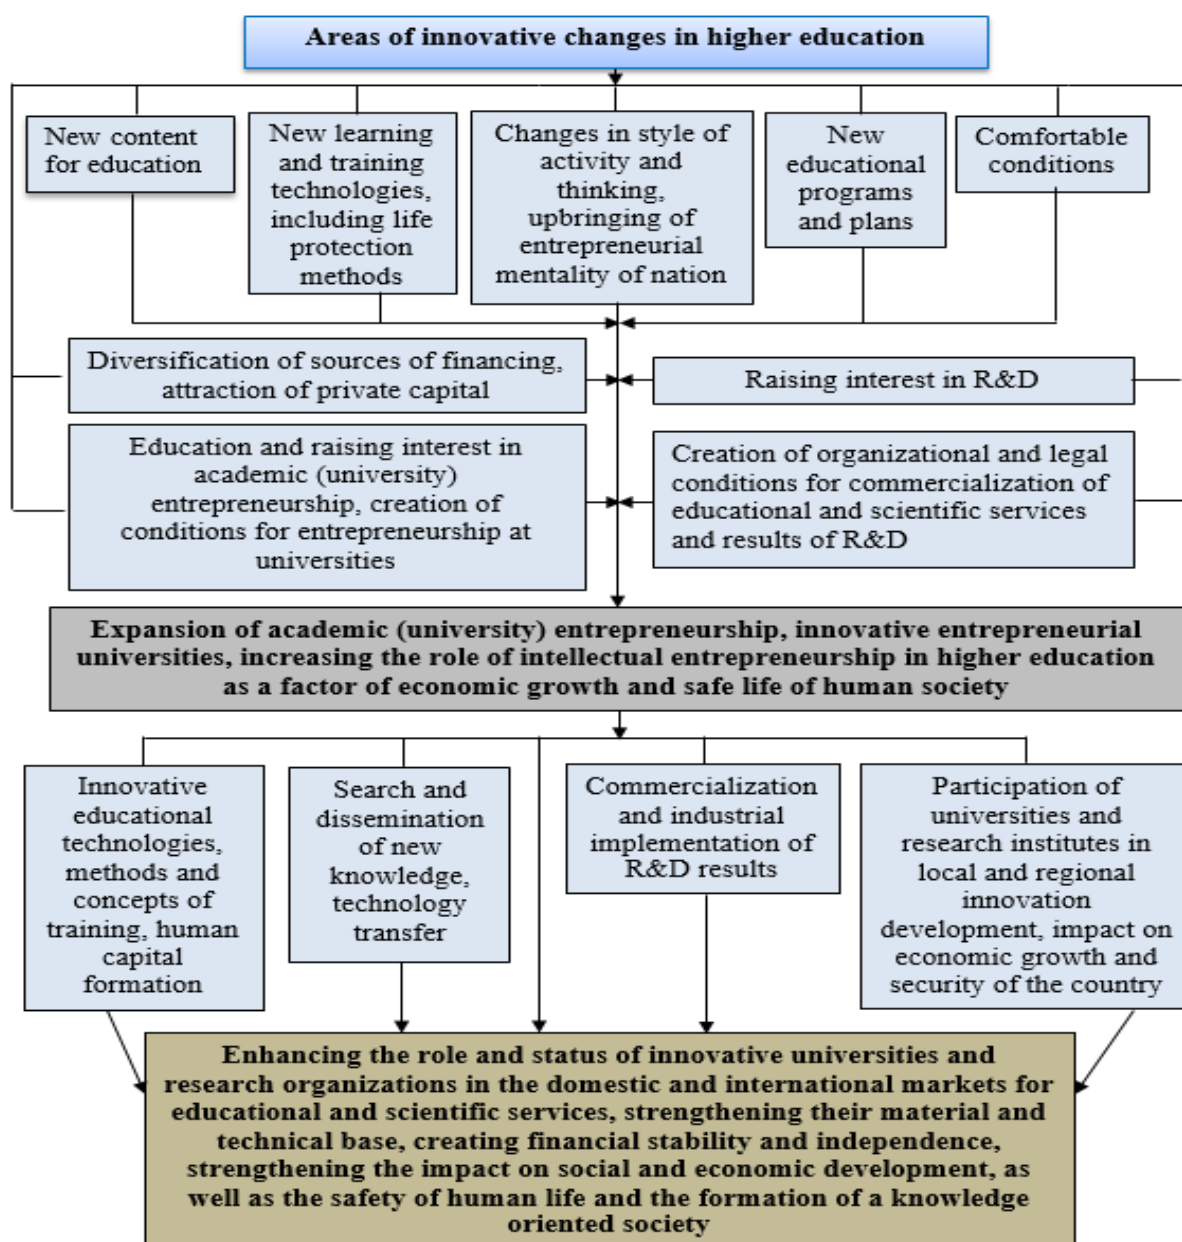 Areas of innovative changes in higher education
New content
for education
New learning
and training
technologies,
including life
protection
methods
Changes in style of
activity and
thinking,
upbringing of
entrepreneurial
mentality of nation
New
educational
programs
and plans
Comfortable
conditions
Diversification of sources of financing,
attraction of private capital
Raising interest in R&D
Education and raising interest in
academic (university)
entrepreneurship, creation of
conditions for entrepreneurship at
universities
Creation of organizational and legal
conditions for commercialization of
educational and scientific services
and results of R&D
Expansion of academic (university) entrepreneurship, innovative entrepreneurial
universities, increasing the role of intellectual entrepreneurship in higher education
as a factor of economic growth and safe life of human society
Innovative
educational
technologies,
methods and
concepts of
training, human
capital
formation
Search and
dissemination
of new
knowledge,
technology
transfer
Commercialization
and industrial
implementation of
R&D results
Participation of
universities and
research institutes in
local and regional
innovation
development, impact on
economic growth and
security of the country
Enhancing the role and status of innovative universities and
research organizations in the domestic and international markets for
educational and scientific services, strengthening their material and
technical base, creating financial stability and independence,
strengthening the impact on social and economic development, as
well as the safety of human life and the formation of a knowledge
oriented society